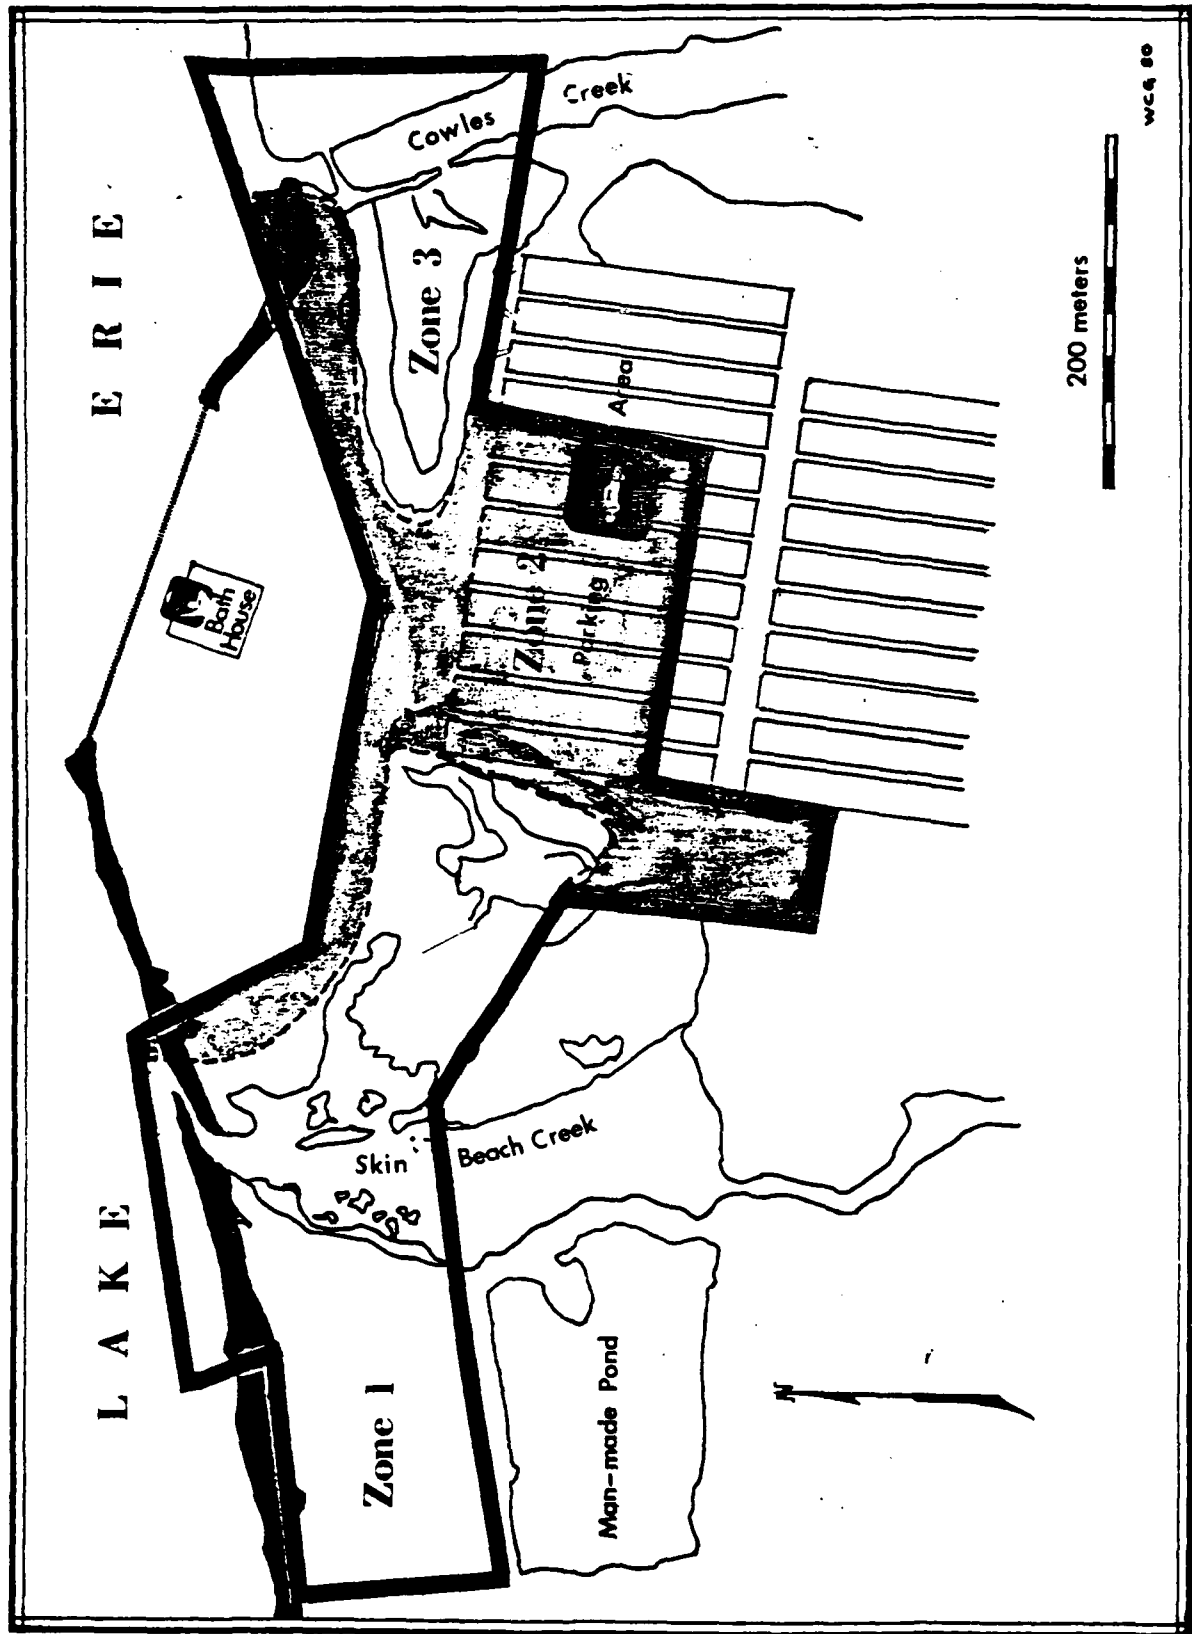 LAKE ERIE
Cowles Creek
Zone 3
Bath
House
Area
Zone 2
Parking
Skin Beach Creek
Zone 1
Man-made Pond
N
200 meters
WCG 80